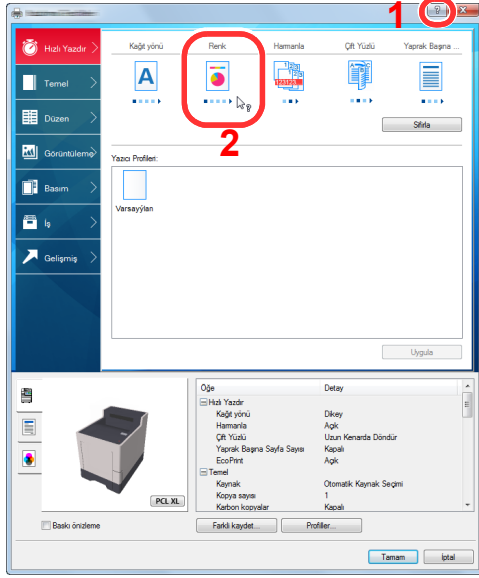 1
?
X
Hızlı Yazdır
Temel
Düzen
Görüntüleme
Basım
İş
Gelişmiş
Kağıt yönü
Renk
Harmanla
Çift Yüzlü
Yaprak Başına ...
A
123
123123...
?
2
Sıfırla
Yazıcı Profilleri:
Varsayýlan
Uygula
Öğe
Detay
Hızlı Yazdır
Kağıt yönü
Dikey
Harmanla
Açık
Çift Yüzlü
Uzun Kenarda Döndür
Yaprak Başına Sayfa Sayısı
Kapalı
EcoPrint
Açık
Temel
Kaynak
Otomatik Kaynak Seçimi
Kopya sayısı
1
Karbon kopyalar
Kapalı
PCL XL
Baskı önizleme
Farklı kaydet...
Profiller...
Tamam
İptal